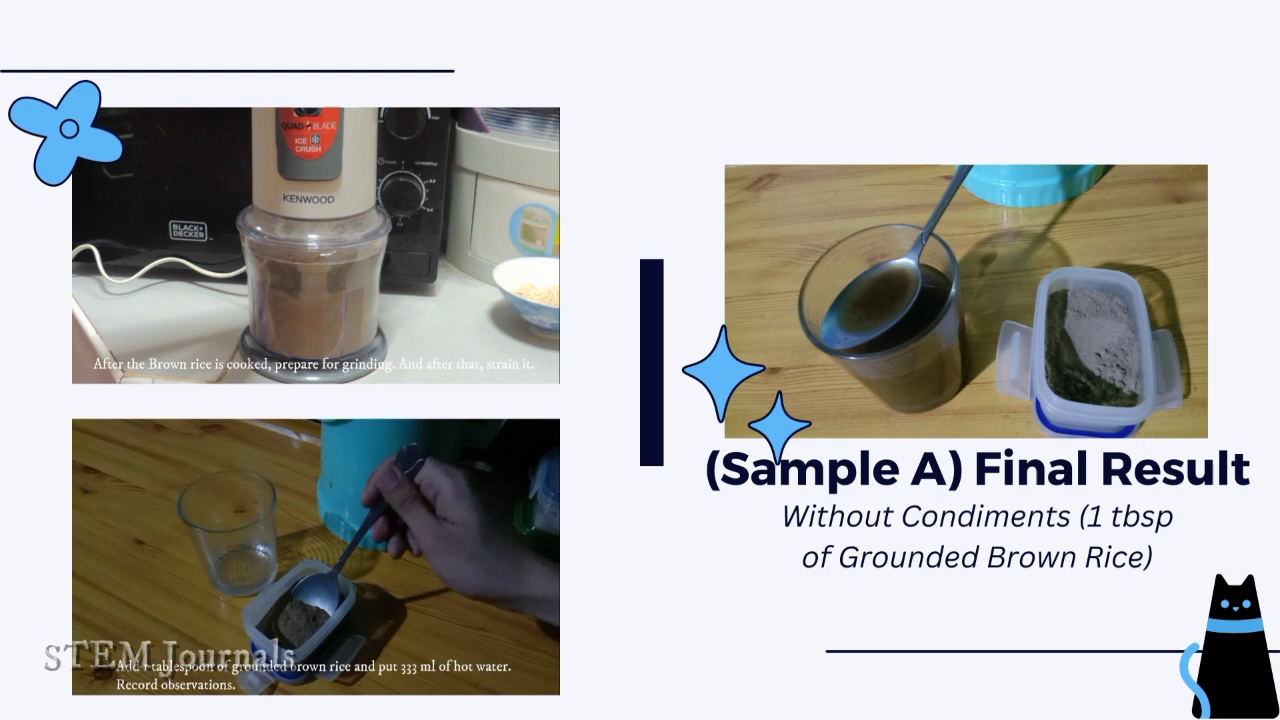 QUAD BLADE
ICE
CRUSH
KENWOOD
BLACK+
DECKER
After the Brown rice is cooked, prepare for grinding. And after that, strain it.
STEM Journals
Add 1 tablespoon of grounded brown rice and put 333 ml of hot water.
Record observations.
(Sample A) Final Result
Without Condiments (1 tbsp
of Grounded Brown Rice)